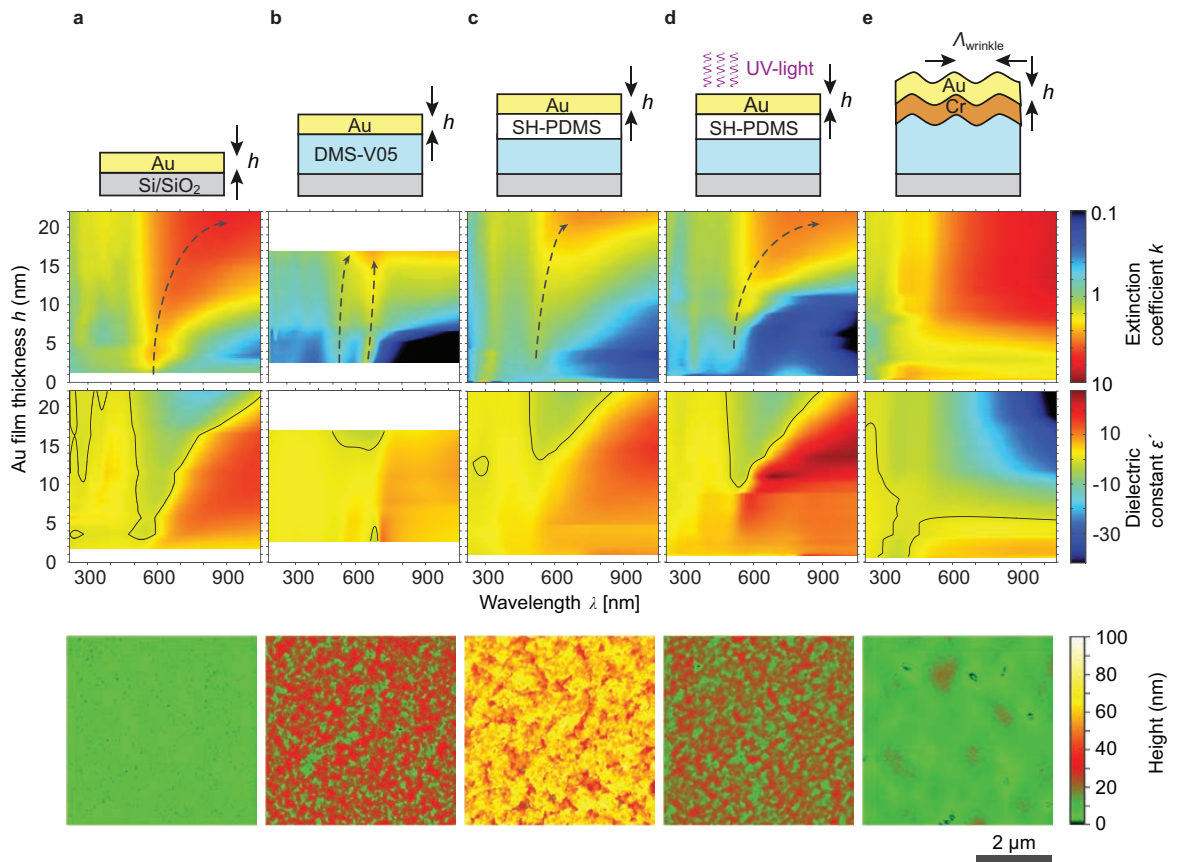 a b c d e
Λwrinkle
UV-light
Au h
Au h
Au h
Au h
Au
Cr h
DMS-V05
SH-PDMS
SH-PDMS
Si/SiO₂
Au film thickness h (nm)
20
15
10
5
0
20
15
10
5
0
0.1
1
10
Extinction
coefficient k
10
-10
-30
Dielectric
constant ε´
300 600 900 300 600 900 300 600 900 300 600 900 300 600 900
Wavelength λ [nm]
100
80
60
40
20
0
Height (nm)
2 µm